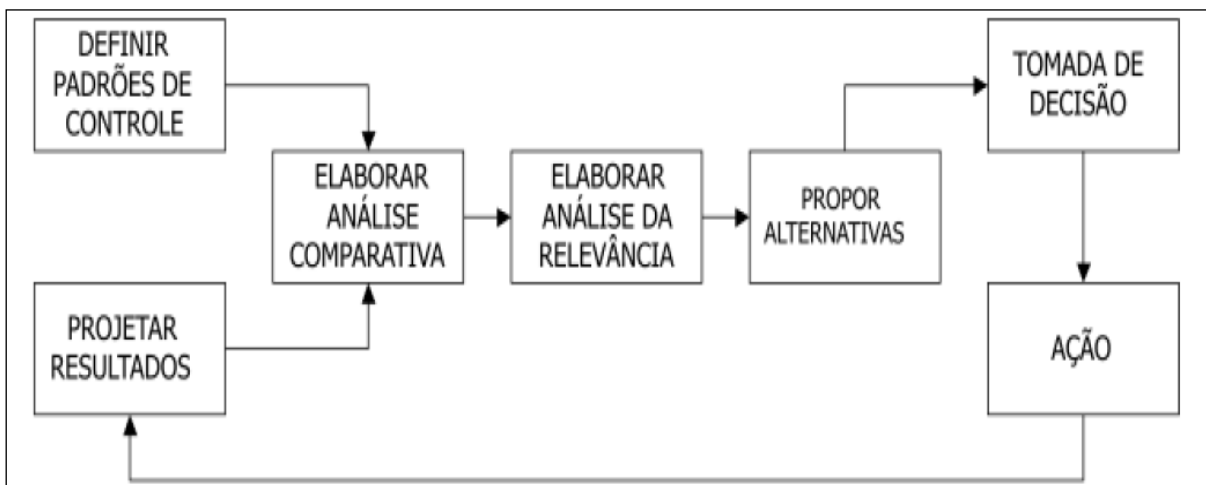 DEFINIR
PADRÕES DE
CONTROLE
TOMADA DE
DECISÃO
ELABORAR
ANÁLISE
COMPARATIVA
ELABORAR
ANÁLISE DA
RELEVÂNCIA
PROPOR
ALTERNATIVAS
PROJETAR
RESULTADOS
AÇÃO